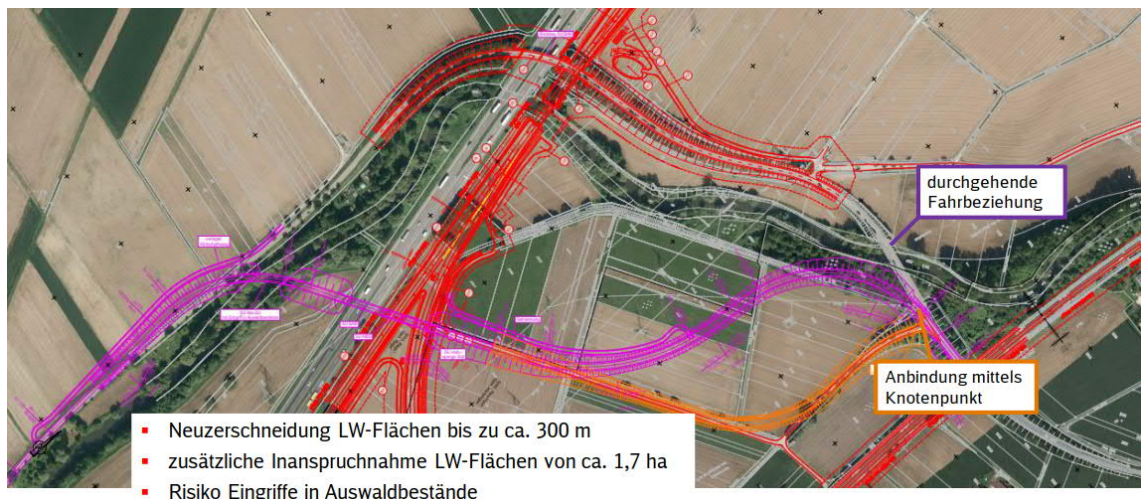 durchgehende
Fahrbeziehung
Anbindung mittels
Knotenpunkt
▪ Neuzerschneidung LW-Flächen bis zu ca. 300 m
▪ zusätzliche Inanspruchnahme LW-Flächen von ca. 1,7 ha
▪ Risiko Eingriffe in Auswaldbestände